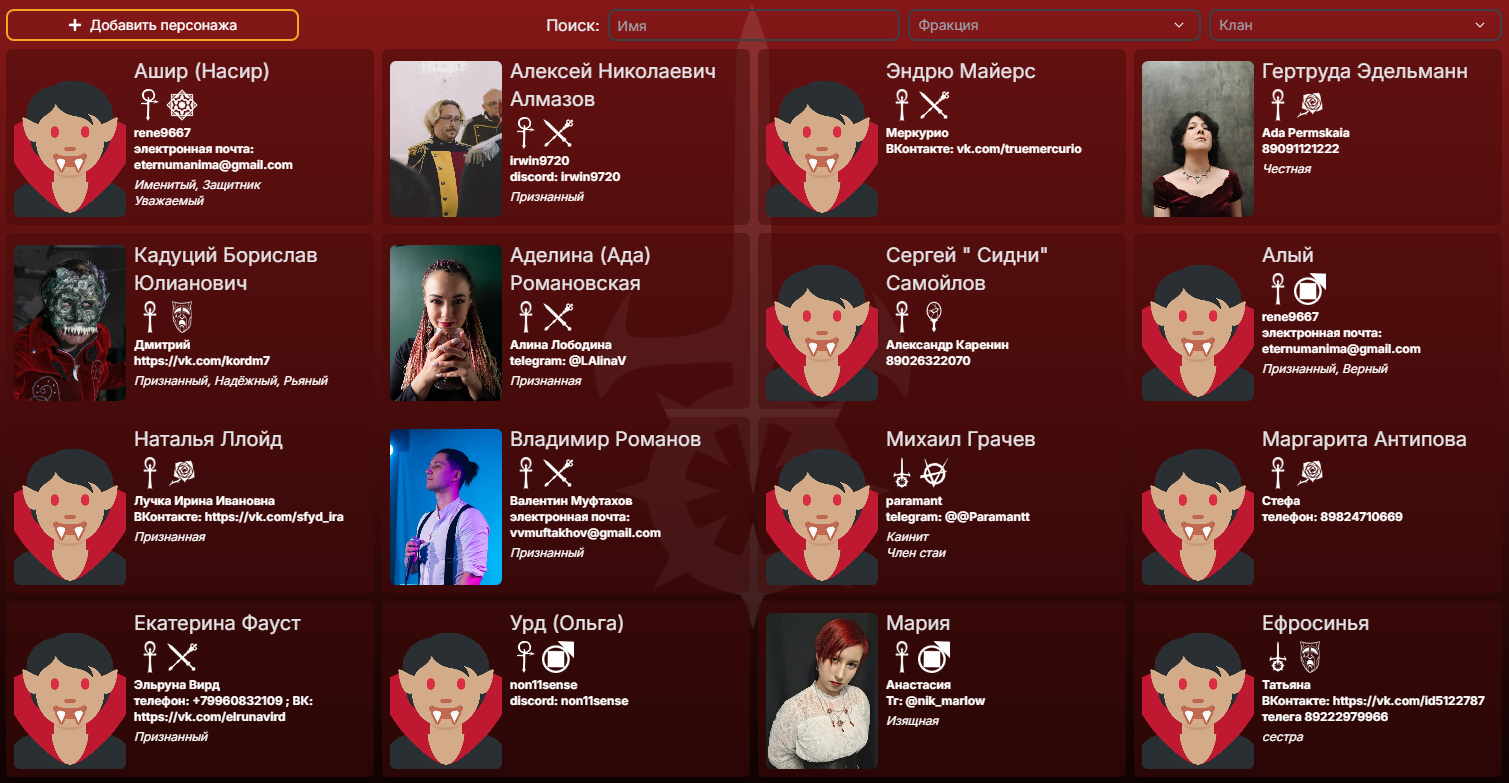 Добавить персонажа
Поиск:
Имя
Фракция
Клан
Ашир (Насир)
rene9667
электронная почта:
eternumanima@gmail.com
Именитый, Защитник
Уважаемый
Алексей Николаевич
Алмазов
irwin9720
discord: irwin9720
Признанный
Эндрю Майерс
Меркурио
ВКонтакте: vk.com/truemercurio
Гертруда Эдельманн
Ada Permskaia
89091121222
Честная
Кадуций Борислав
Юлианович
Дмитрий
https://vk.com/kordm7
Признанный, Надёжный, Рьяный
Аделина (Ада)
Романовская
Алина Лободина
telegram: @LAlinaV
Признанная
Сергей " Сидни"
Самойлов
Александр Каренин
89026322070
Алый
rene9667
электронная почта:
eternumanima@gmail.com
Признанный, Верный
Наталья Ллойд
Лучка Ирина Ивановна
ВКонтакте: https://vk.com/sfyd_ira
Признанная
Владимир Романов
Валентин Муфтахов
электронная почта:
vvmuftakhov@gmail.com
Признанный
Михаил Грачев
paramant
telegram: @@Paramantt
Каинит
Член стаи
Маргарита Антипова
Стефа
телефон: 89824710669
Екатерина Фауст
Эльруна Вирд
телефон: +79960832109 ; ВК:
https://vk.com/elrunavird
Признанный
Урд (Ольга)
non11sense
discord: non11sense
Мария
Анастасия
Тг: @nik_marlow
Изящная
Ефросинья
Татьяна
ВКонтакте: https://vk.com/id5122787
телега 89222979966
сестра